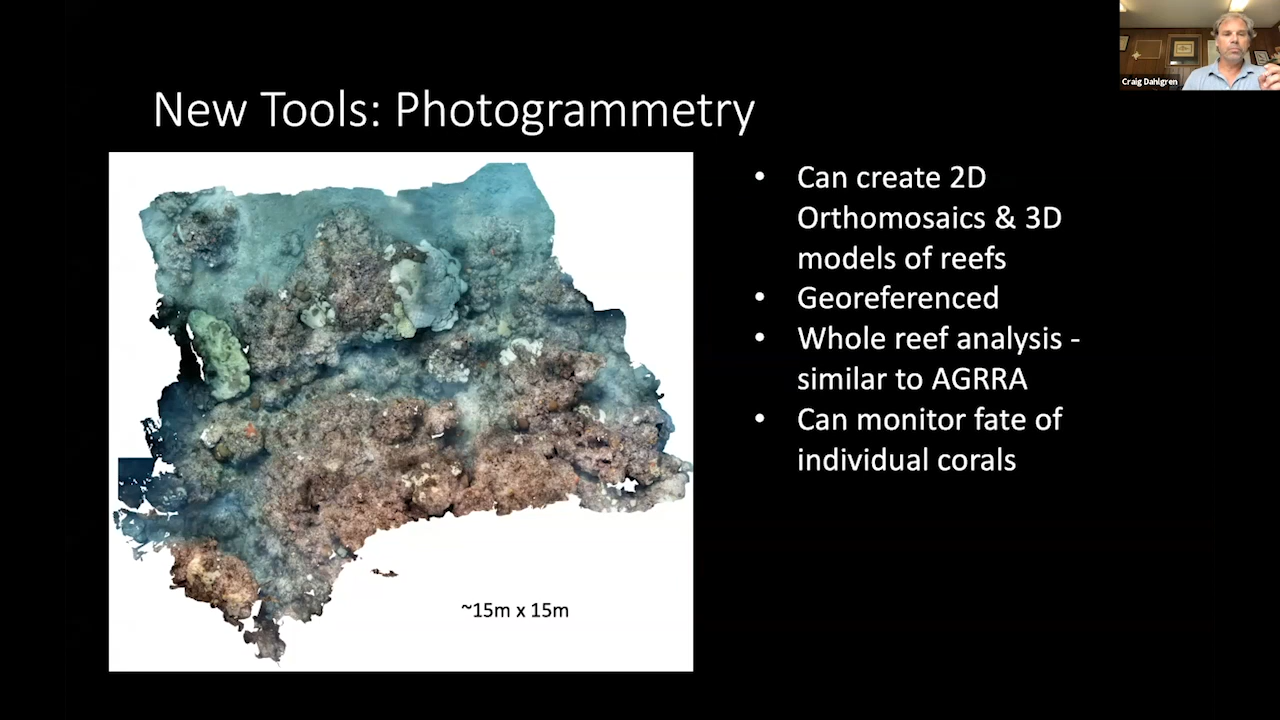 Craig Dahlgren
New Tools: Photogrammetry
• Can create 2D
Orthomosaics & 3D
models of reefs
• Georeferenced
• Whole reef analysis -
similar to AGRRA
• Can monitor fate of
individual corals
~15m x 15m